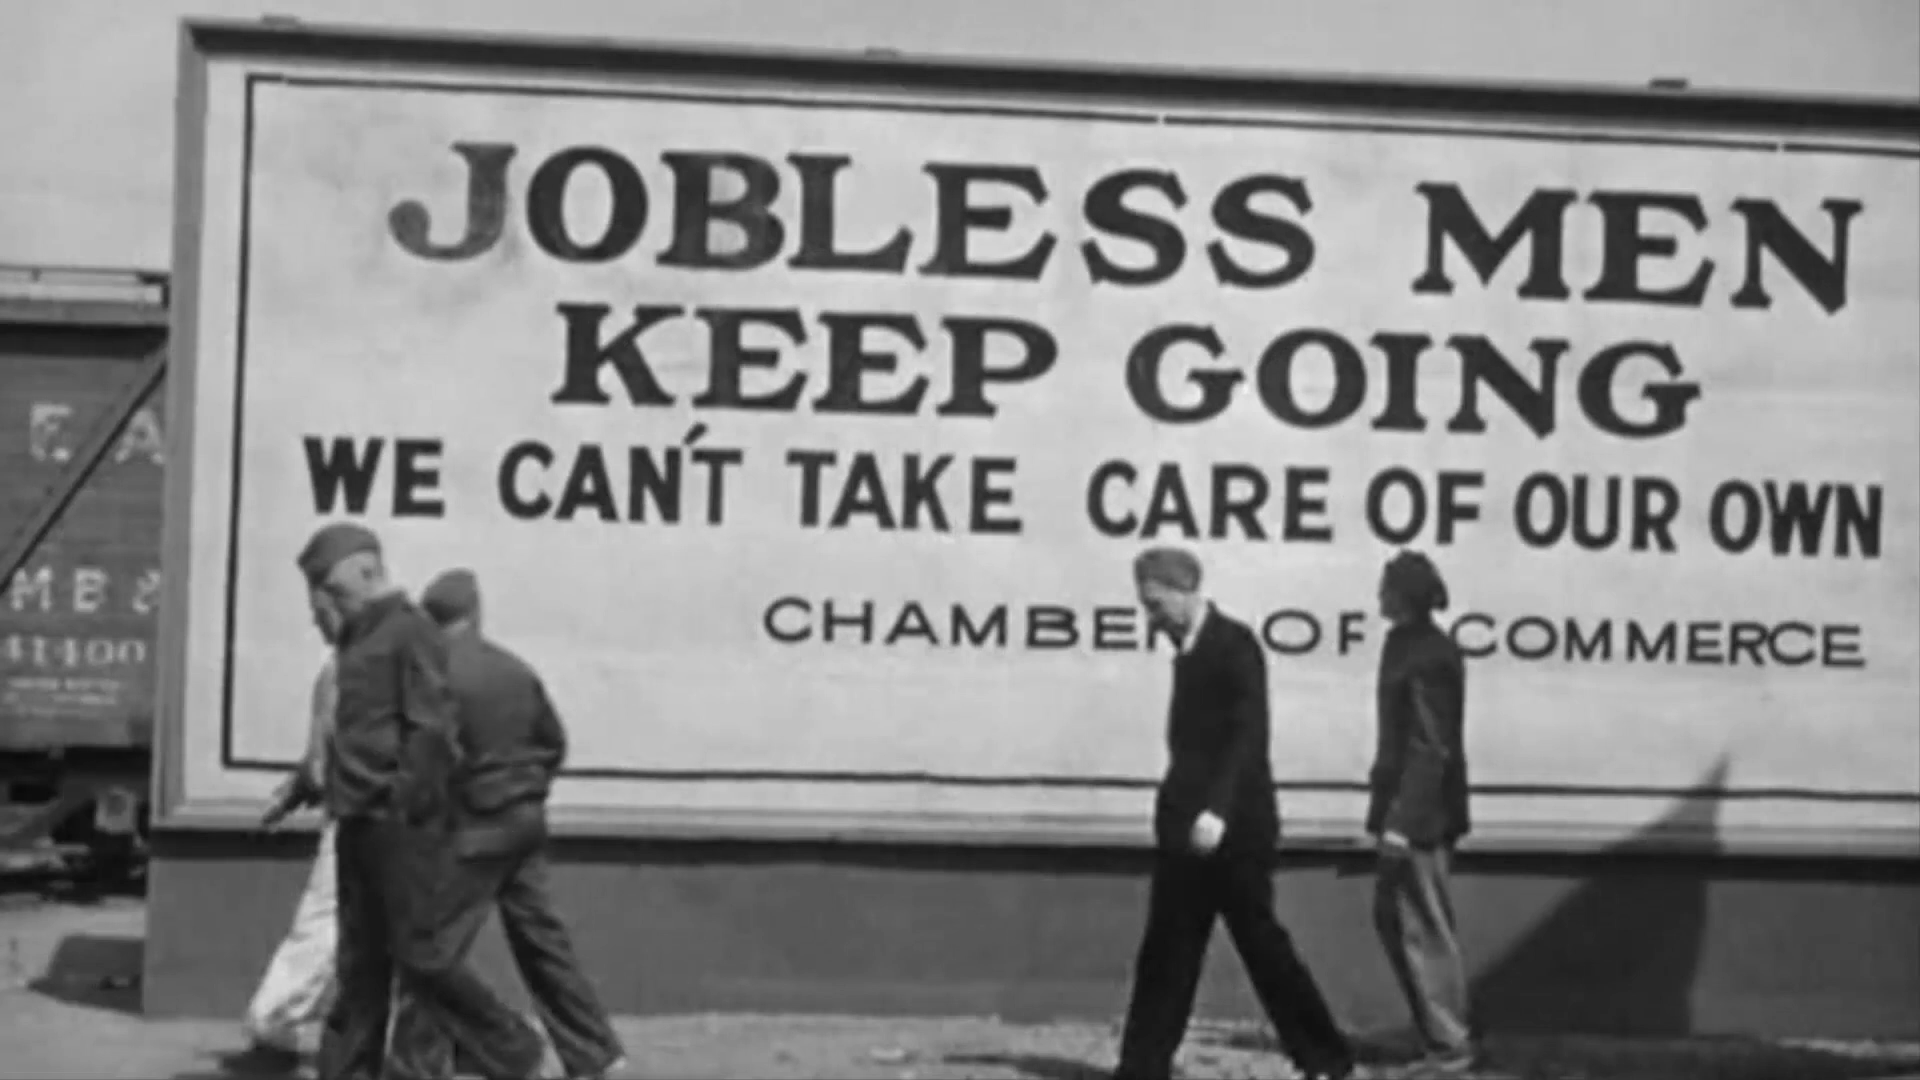 JOBLESS MEN
KEEP GOING
WE CAN'T TAKE CARE OF OUR OWN
CHAMBER OF COMMERCE
E A
M B &